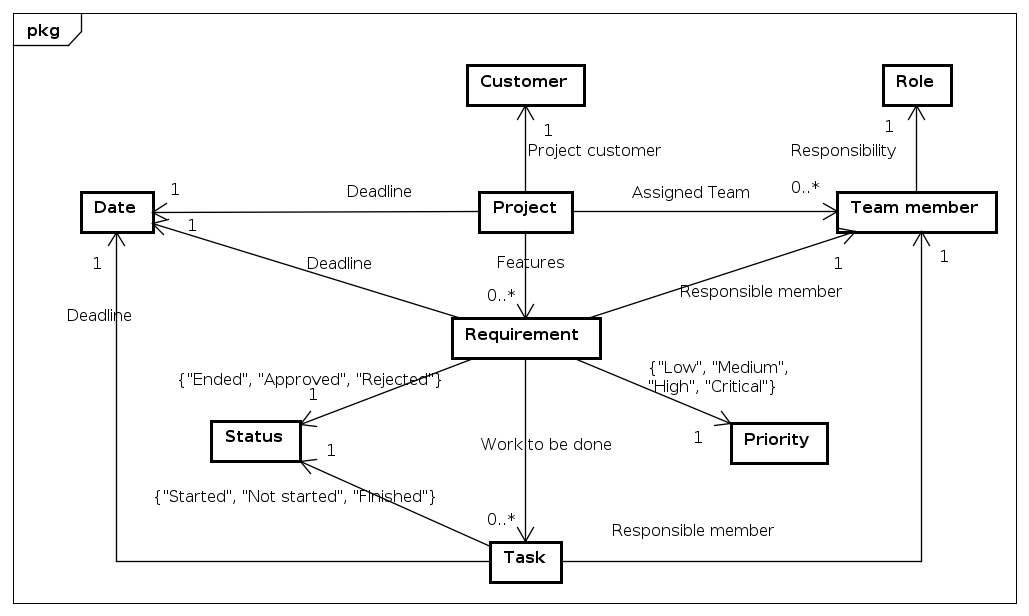 pkg
Customer
Role
1
1
Project customer
Responsibility
1
Deadline
Assigned Team
0..*
Date
Project
Team member
1
1
Deadline
Features
1
1
0..*
Responsible member
Deadline
Requirement
{"Ended", "Approved", "Rejected"}
{"Low", "Medium",
"High", "Critical"}
1
Status
1
Priority
1
Work to be done
{"Started", "Not started", "Finished"}
0..*
Responsible member
Task